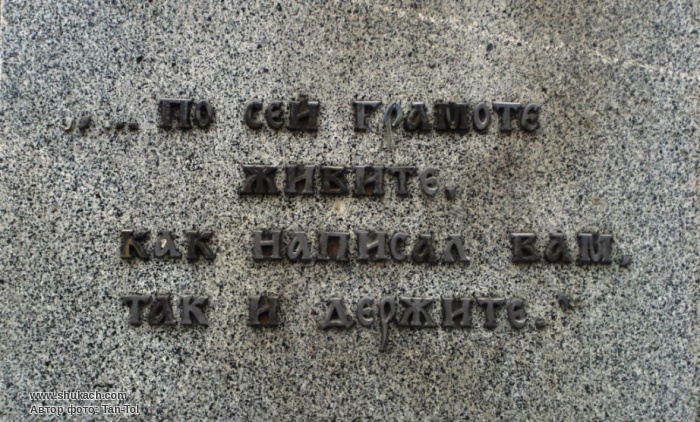 „... По сей грамоте
живите,
как написал вам,
так и держите.“
www.shukach.com
Автор фото: Tan-Tol